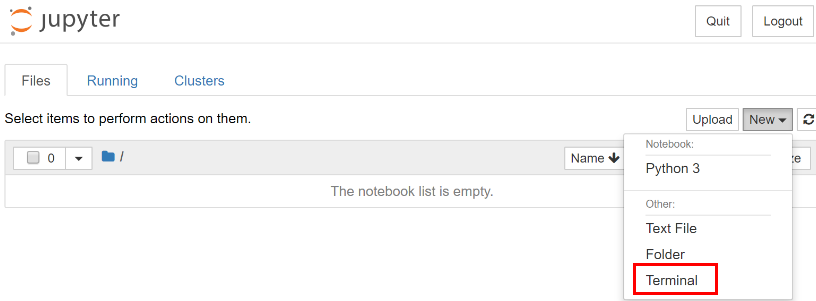 jupyter
Quit
Logout
Files
Running
Clusters
Select items to perform actions on them.
Upload
New
0
/
Name
ze
The notebook list is empty.
Notebook:
Python 3
Other:
Text File
Folder
Terminal